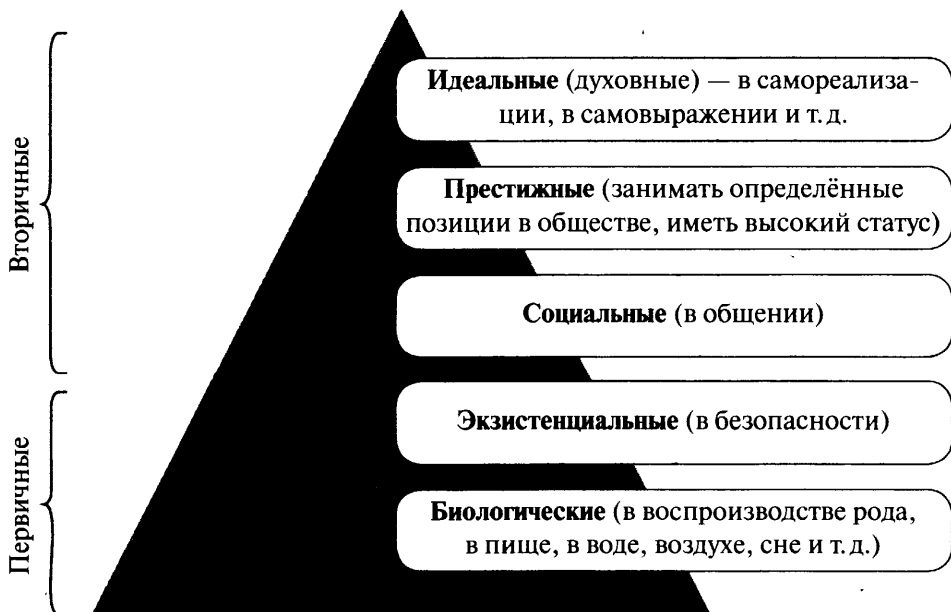 Вторичные
Идеальные (духовные) — в самореализа-
ции, в самовыражении и т. д.
Престижные (занимать определённые
позиции в обществе, иметь высокий статус)
Социальные (в общении)
Первичные
Экзистенциальные (в безопасности)
Биологические (в воспроизводстве рода,
в пище, в воде, воздухе, сне и т. д.)